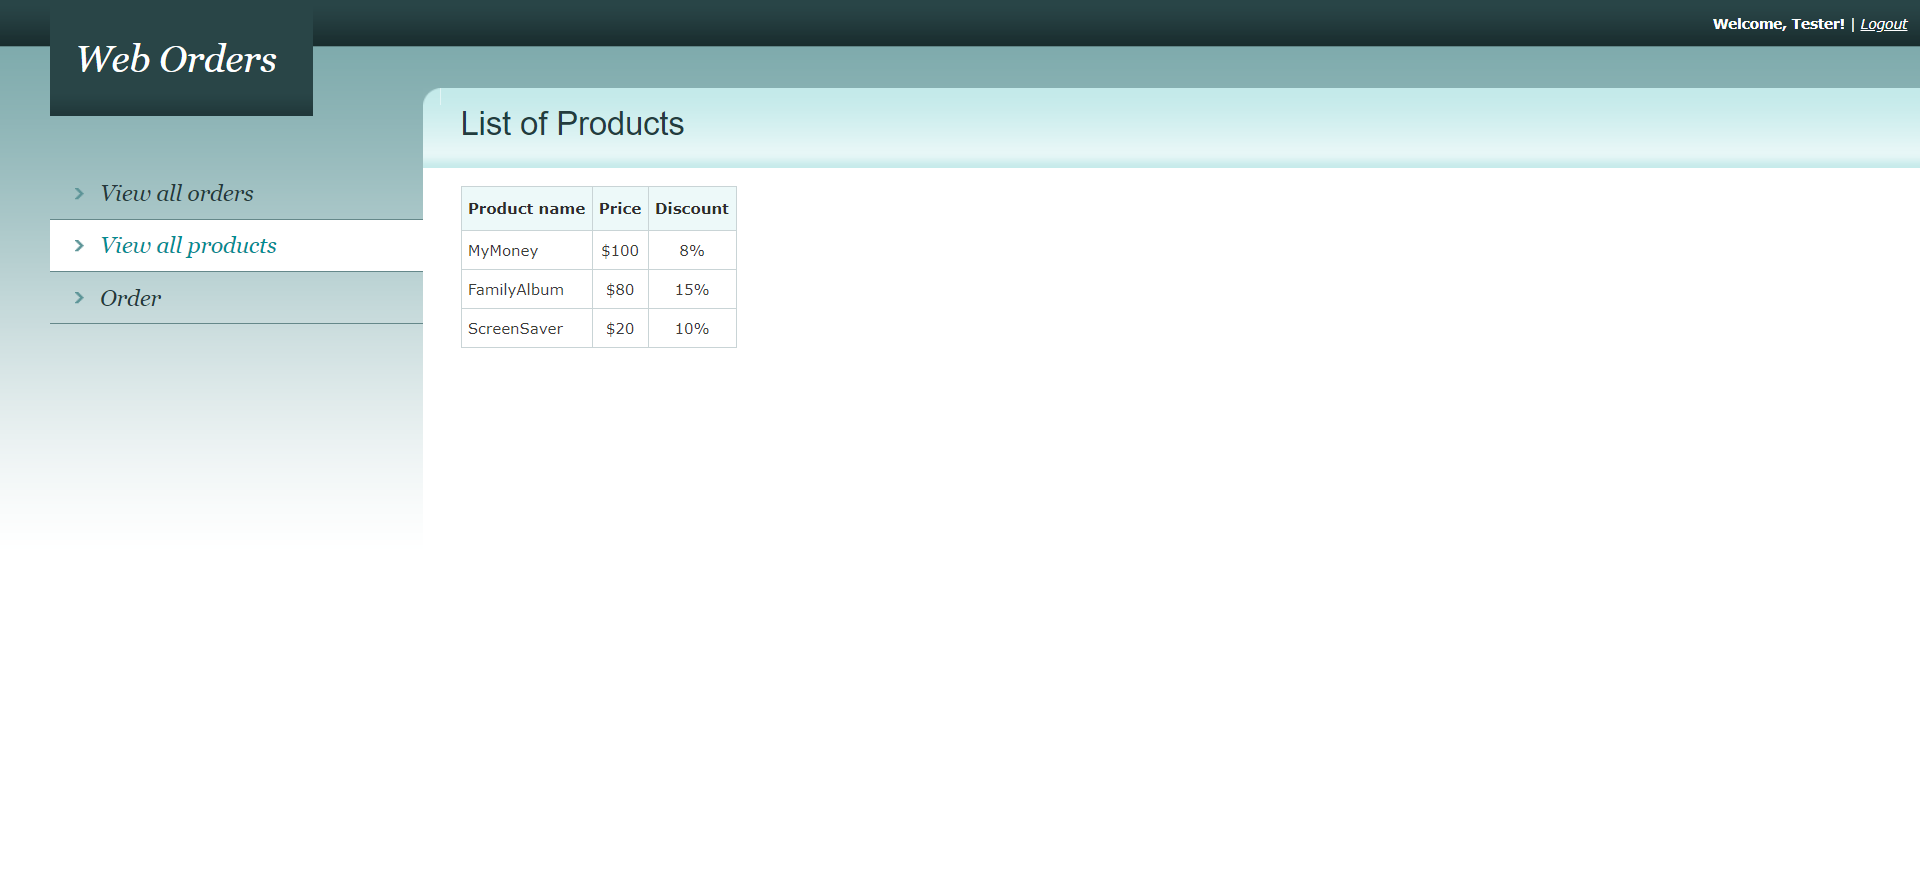 Welcome, Tester! | Logout
Web Orders
List of Products
View all orders
View all products
Order
Product name Price Discount
MyMoney $100 8%
FamilyAlbum $80 15%
ScreenSaver $20 10%